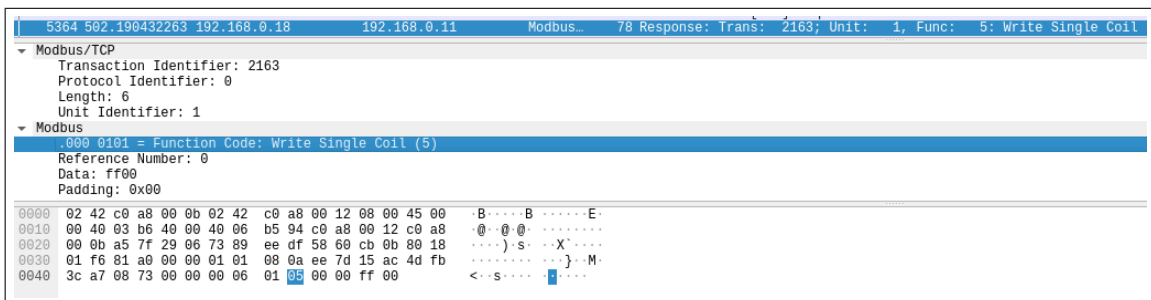 5364 502.190432263 192.168.0.18 192.168.0.11 Modbus… 78 Response: Trans: 2163; Unit: 1, Func: 5: Write Single Coil
Modbus/TCP
Transaction Identifier: 2163
Protocol Identifier: 0
Length: 6
Unit Identifier: 1
Modbus
.000 0101 = Function Code: Write Single Coil (5)
Reference Number: 0
Data: ff00
Padding: 0x00
0000 02 42 c0 a8 00 0b 02 42 c0 a8 00 12 08 00 45 00 ·B·····B ······E·
0010 00 40 03 b6 40 00 40 06 b5 94 c0 a8 00 12 c0 a8 ·@··@·@· ········
0020 00 0b a5 7f 29 06 73 89 ee df 58 60 cb 0b 80 18 ····)·s· ··X`····
0030 01 f6 81 a0 00 00 01 01 08 0a ee 7d 15 ac 4d fb ········ ···}··M·
0040 3c a7 08 73 00 00 00 06 01 05 00 00 ff 00 <··s···· ······